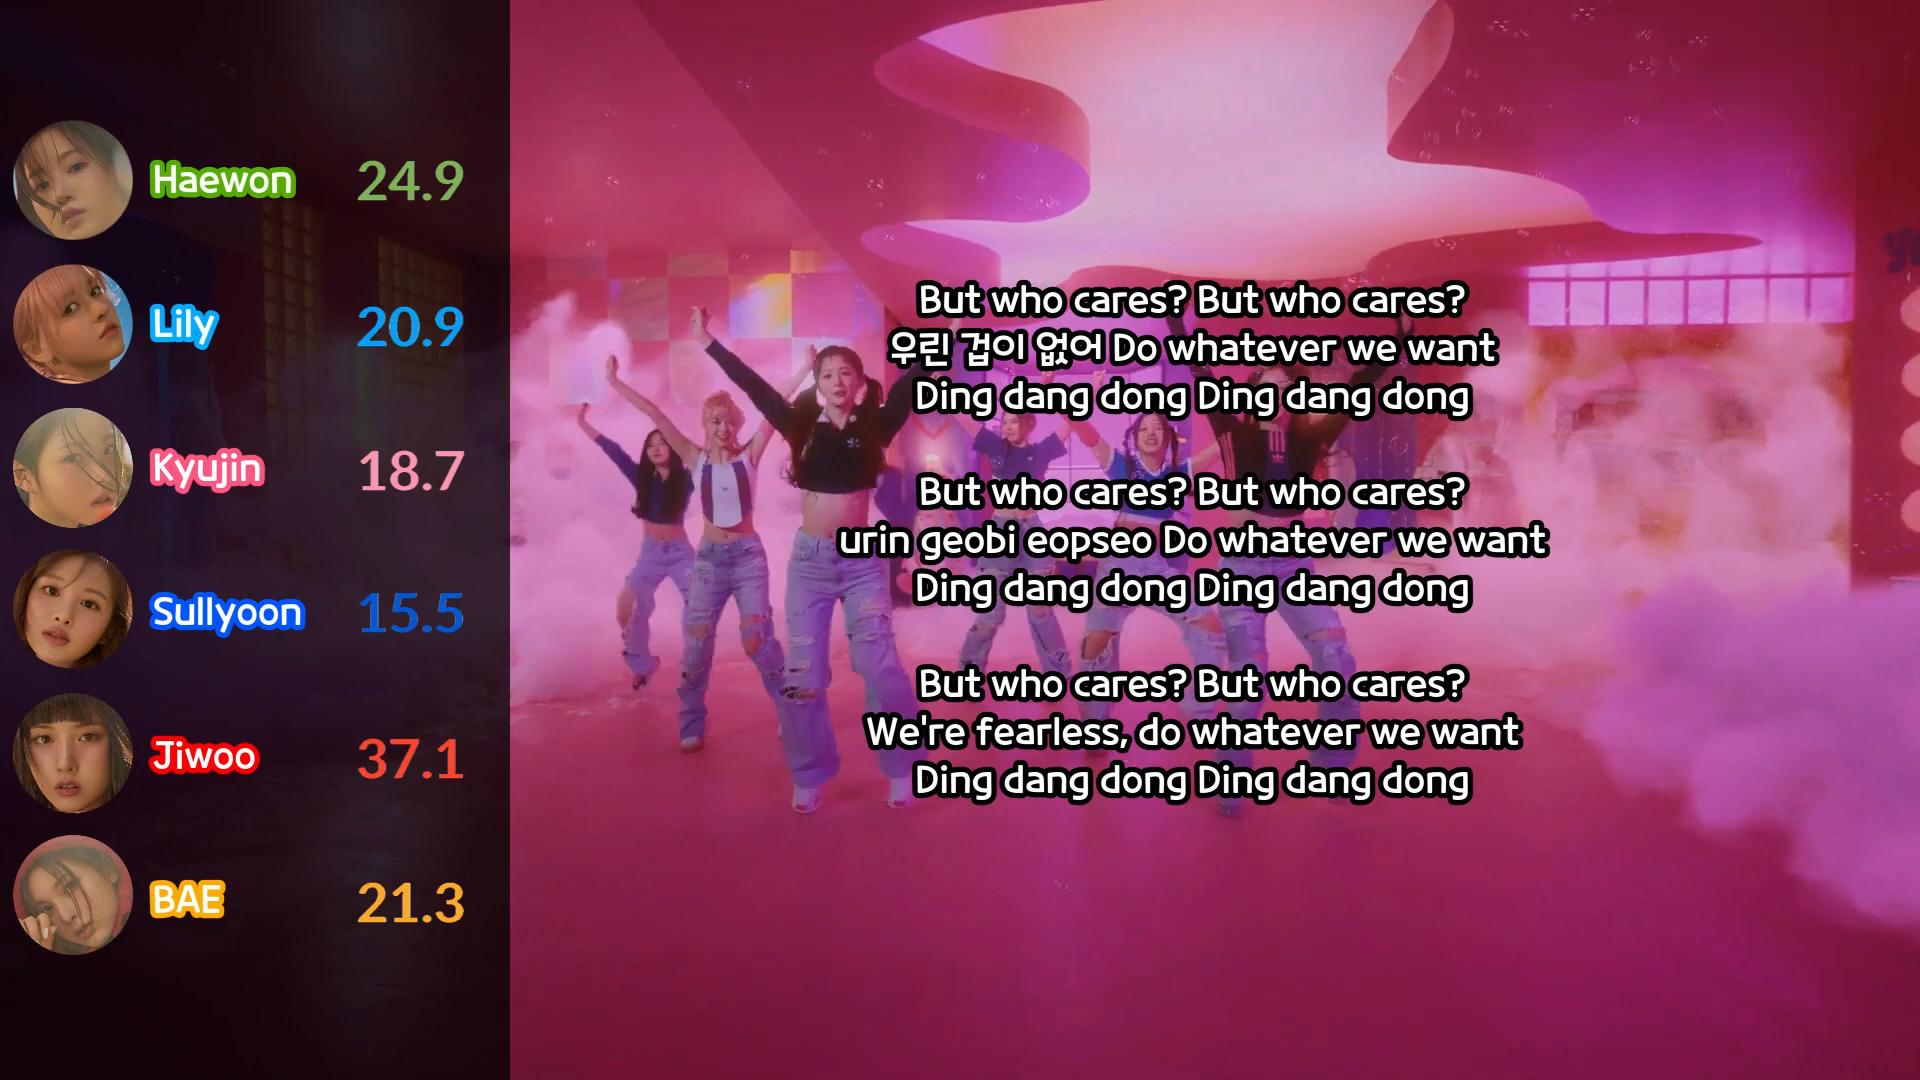 Haewon 24.9
Lily 20.9
Kyujin 18.7
Sullyoon 15.5
Jiwoo 37.1
BAE 21.3
But who cares? But who cares?
우린 겁이 없어 Do whatever we want
Ding dang dong Ding dang dong
But who cares? But who cares?
urin geobi eopseo Do whatever we want
Ding dang dong Ding dang dong
But who cares? But who cares?
We're fearless, do whatever we want
Ding dang dong Ding dang dong